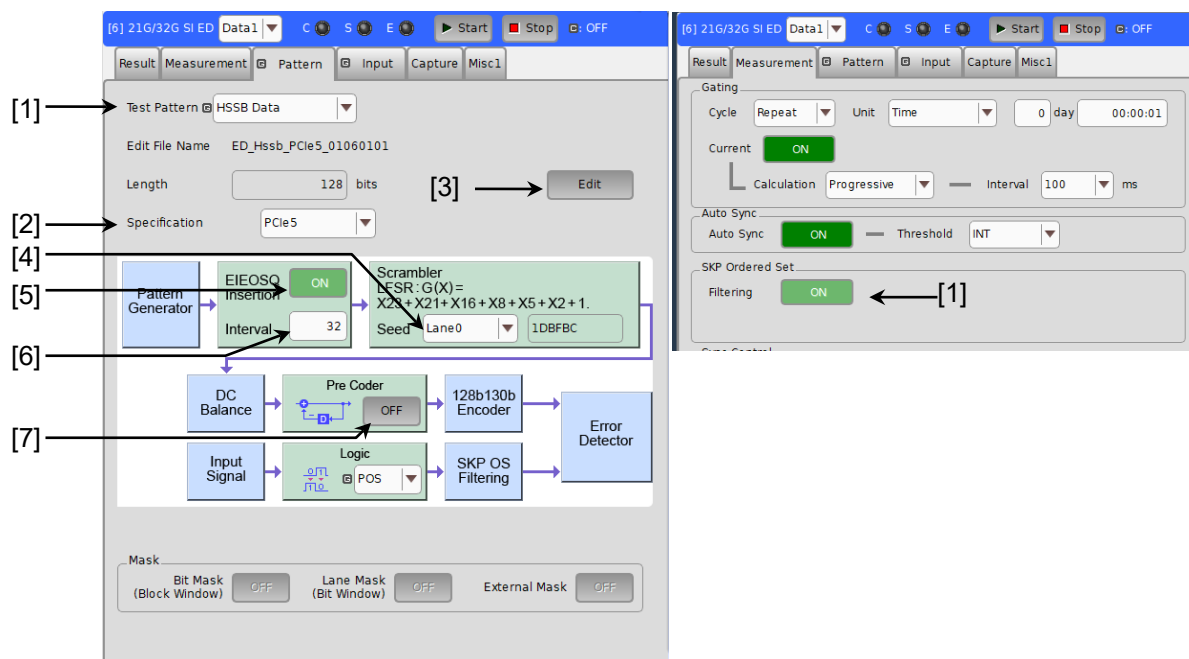 [6] 21G/32G SI ED Data1 C S E Start Stop G: OFF
Result Measurement G Pattern G Input Capture Misc1
[1] Test Pattern G HSSB Data
Edit File Name ED_Hssb_PCIe5_01060101
Length 128 bits [3] Edit
[2] Specification PCIe5
[4]
[5]
[6]
[7]
Pattern
Generator
EIEOSQ
Insertion ON
Interval 32
Scrambler
LFSR : G(X) =
X23 + X21 + X16 + X8 + X5 + X2 + 1.
Seed Lane0 1DBFBC
DC
Balance
Pre Coder
D OFF
128b130b
Encoder
Error
Detector
Input
Signal
Logic
0 1
1 0
G POS
SKP OS
Filtering
Mask
Bit Mask
(Block Window) OFF
Lane Mask
(Bit Window) OFF
External Mask OFF
[6] 21G/32G SI ED Data1 C S E Start Stop G: OFF
Result Measurement G Pattern G Input Capture Misc1
Gating
Cycle Repeat Unit Time 0 day 00:00:01
Current ON
Calculation Progressive Interval 100 ms
Auto Sync
Auto Sync ON Threshold INT
SKP Ordered Set
Filtering ON [1]
Sync Control